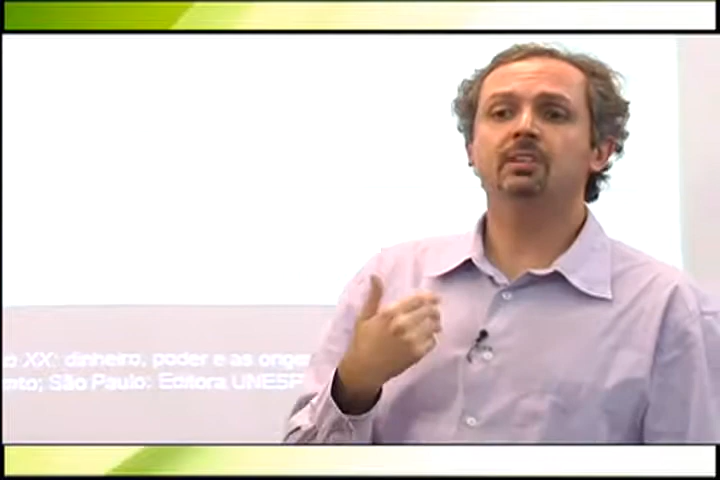 XX: dinheiro, poder e as orige
São Paulo: Editora UNESP